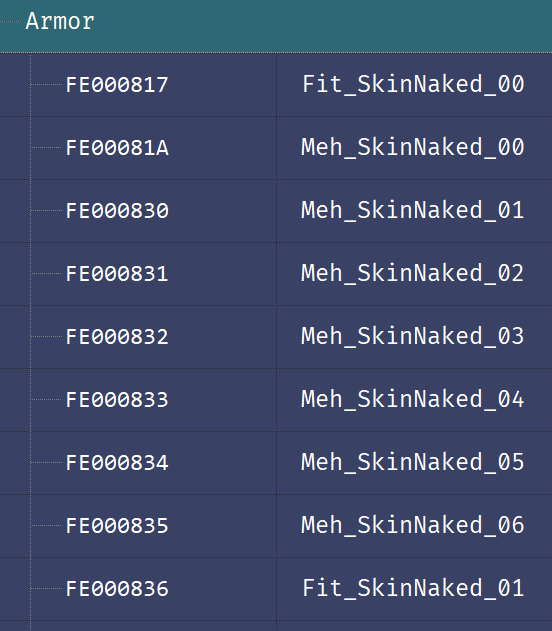 Armor
FE000817 Fit_SkinNaked_00
FE00081A Meh_SkinNaked_00
FE000830 Meh_SkinNaked_01
FE000831 Meh_SkinNaked_02
FE000832 Meh_SkinNaked_03
FE000833 Meh_SkinNaked_04
FE000834 Meh_SkinNaked_05
FE000835 Meh_SkinNaked_06
FE000836 Fit_SkinNaked_01